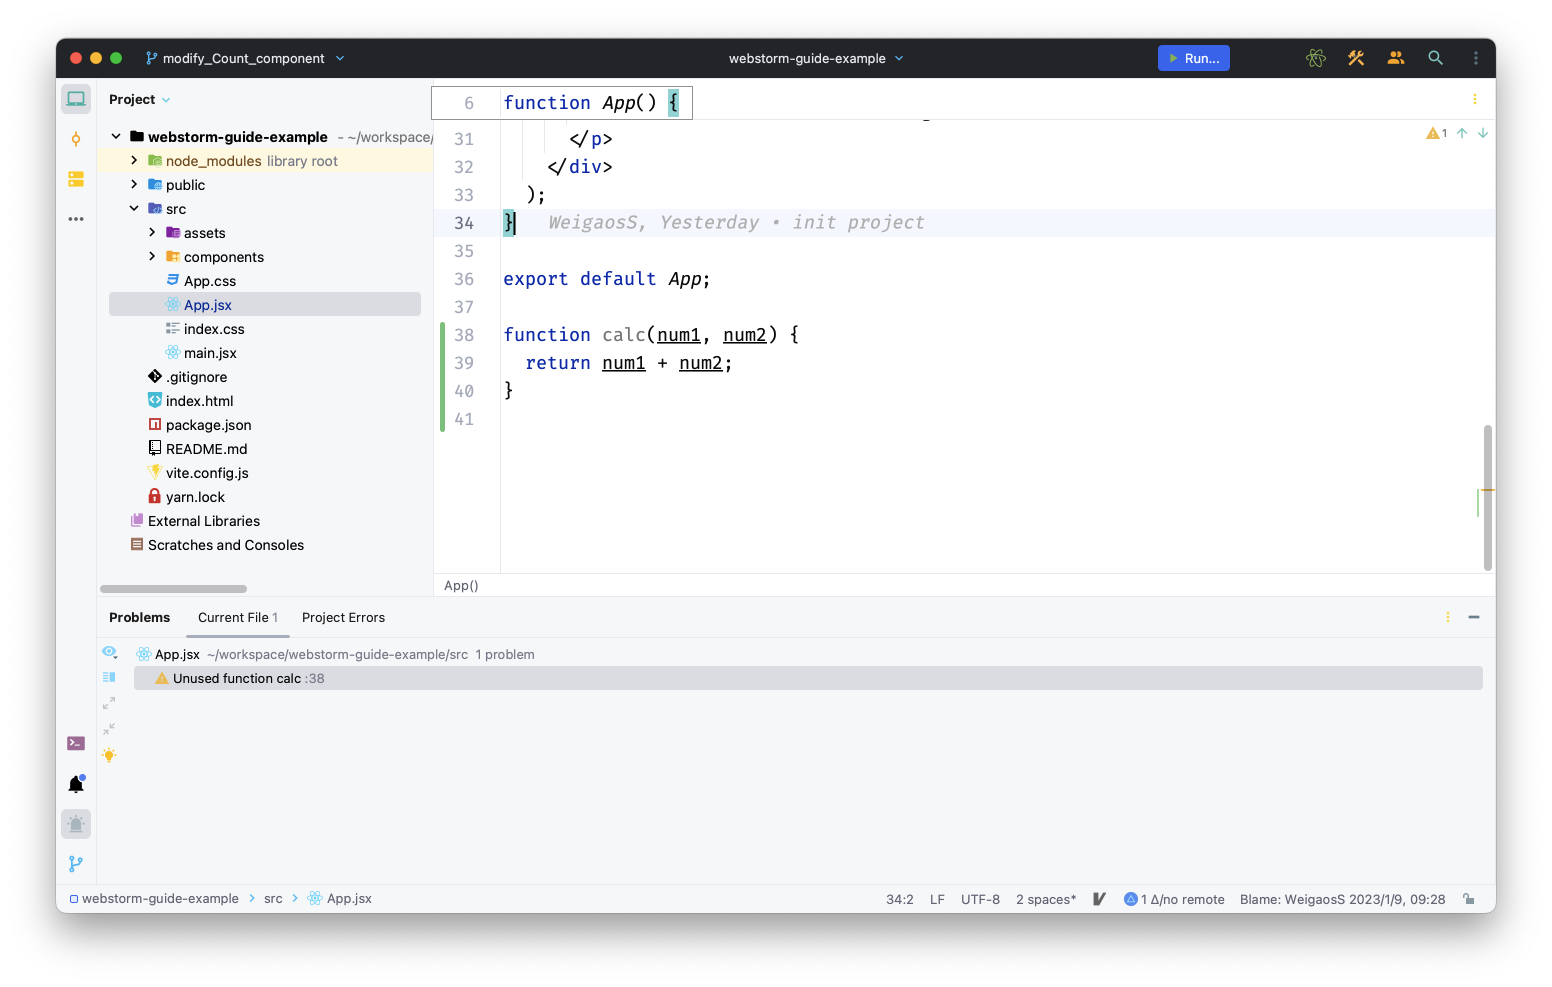 modify_Count_component
webstorm-guide-example
Run...
Project
webstorm-guide-example - ~/workspace/
node_modules library root
public
src
assets
components
App.css
App.jsx
index.css
main.jsx
.gitignore
index.html
package.json
README.md
vite.config.js
yarn.lock
External Libraries
Scratches and Consoles
6 function App() {
1
31 </p>
32 </div>
33 );
34 } WeigaosS, Yesterday • init project
35
36 export default App;
37
38 function calc(num1, num2) {
39 return num1 + num2;
40 }
41
App()
Problems
Current File 1
Project Errors
App.jsx ~/workspace/webstorm-guide-example/src 1 problem
Unused function calc :38
webstorm-guide-example > src > App.jsx
34:2 LF UTF-8 2 spaces* 1 Δ/no remote Blame: WeigaosS 2023/1/9, 09:28